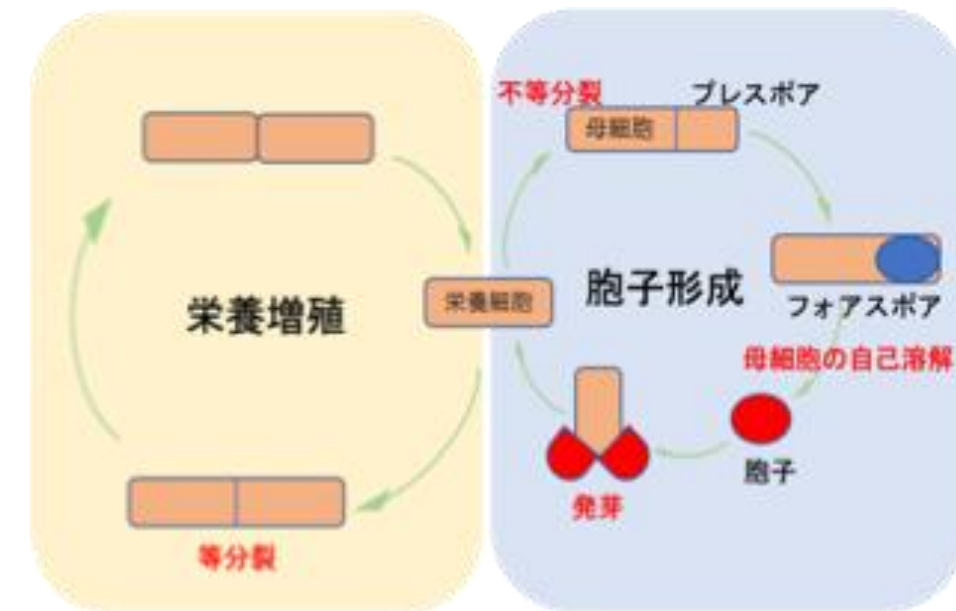 栄養増殖
等分裂
栄養細胞
不等分裂
プレスポア
母細胞
胞子形成
フォアスポア
母細胞の自己溶解
胞子
発芽